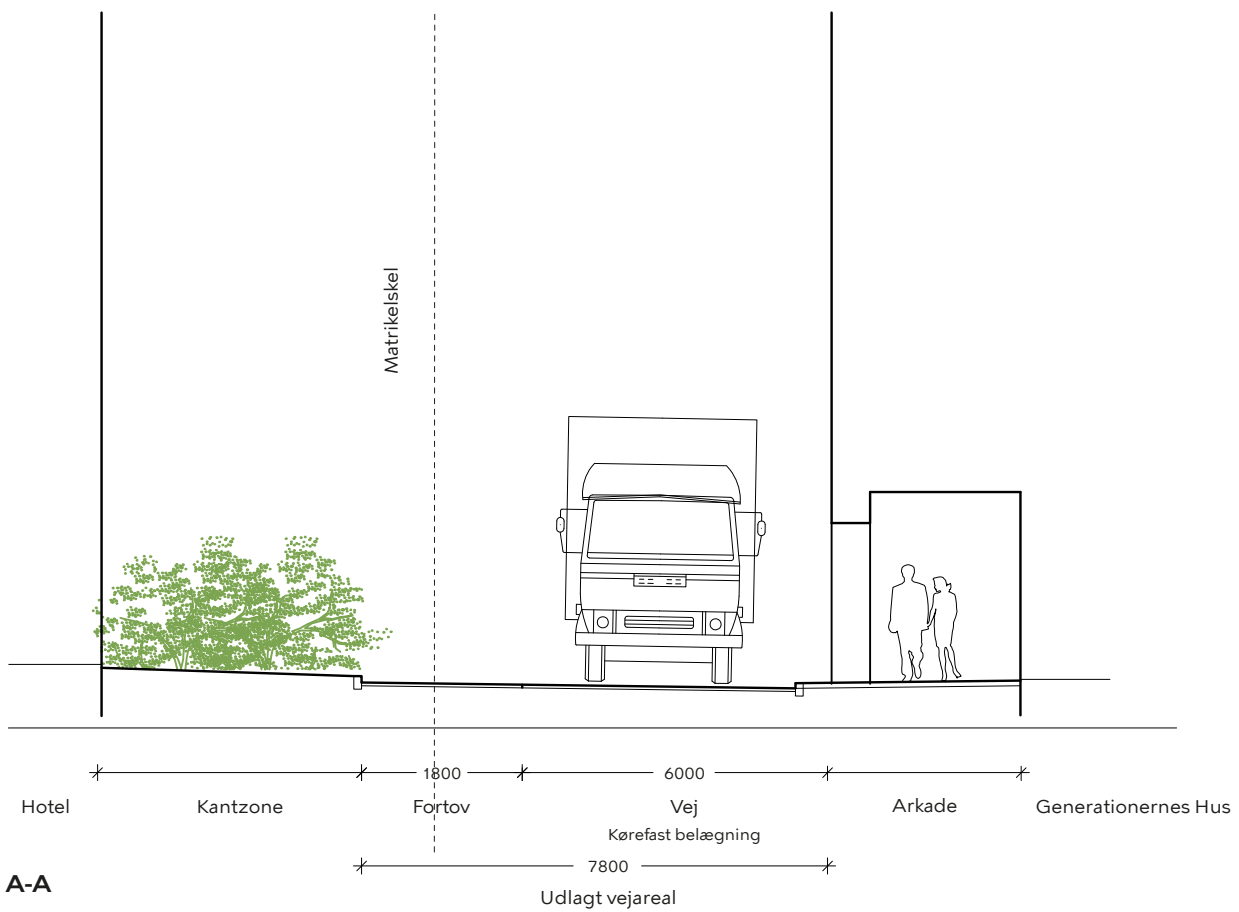 Matrikelskel
1800
6000
Hotel
Kantzone
Fortov
Vej
Arkade
Generationernes Hus
Kørefast belægning
7800
A-A
Udlagt vejareal